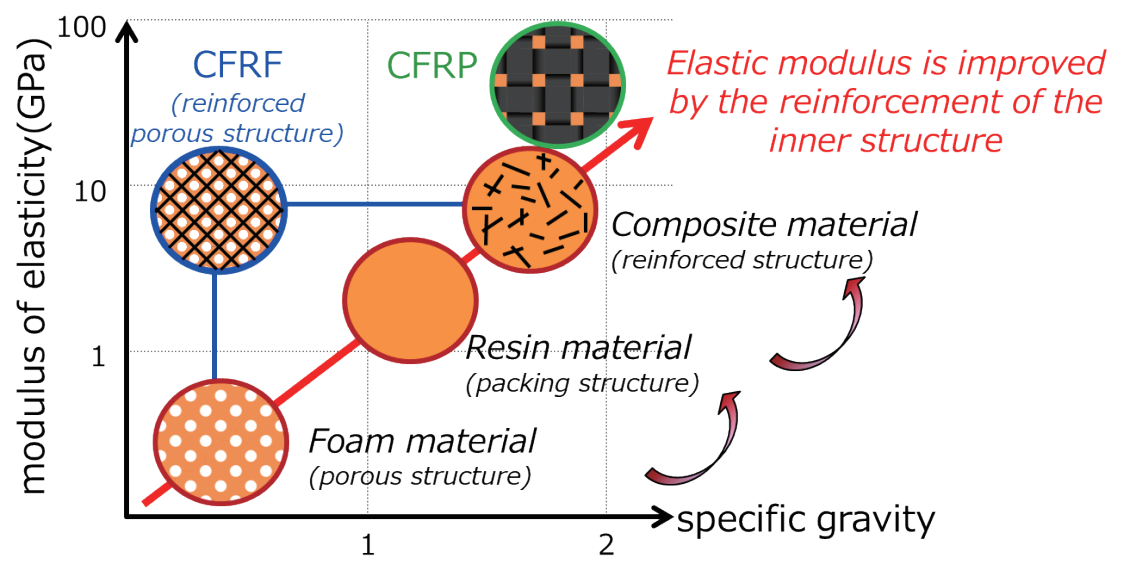 100
CFRF
(reinforced
porous structure)
CFRP
Elastic modulus is improved
by the reinforcement of the
inner structure
modulus of elasticity(GPa)
10
Composite material
(reinforced structure)
1
Resin material
(packing structure)
Foam material
(porous structure)
specific gravity
1
2